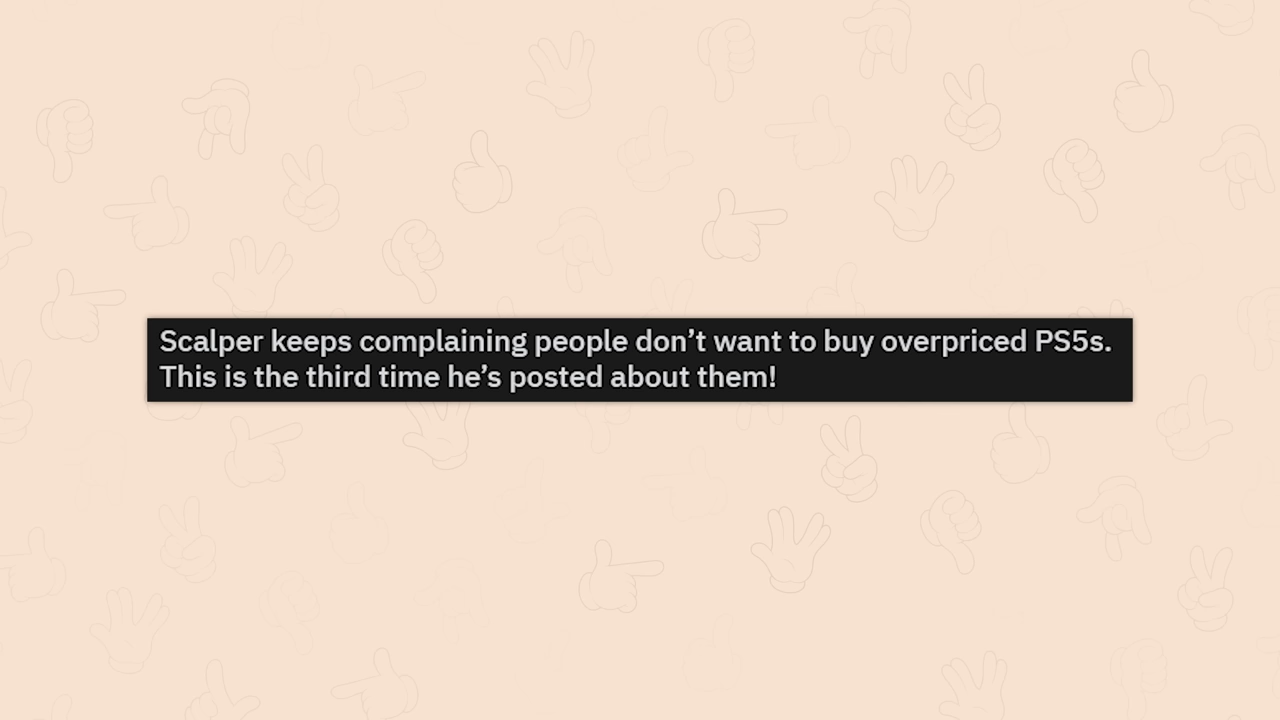 Scalper keeps complaining people don’t want to buy overpriced PS5s.
This is the third time he’s posted about them!